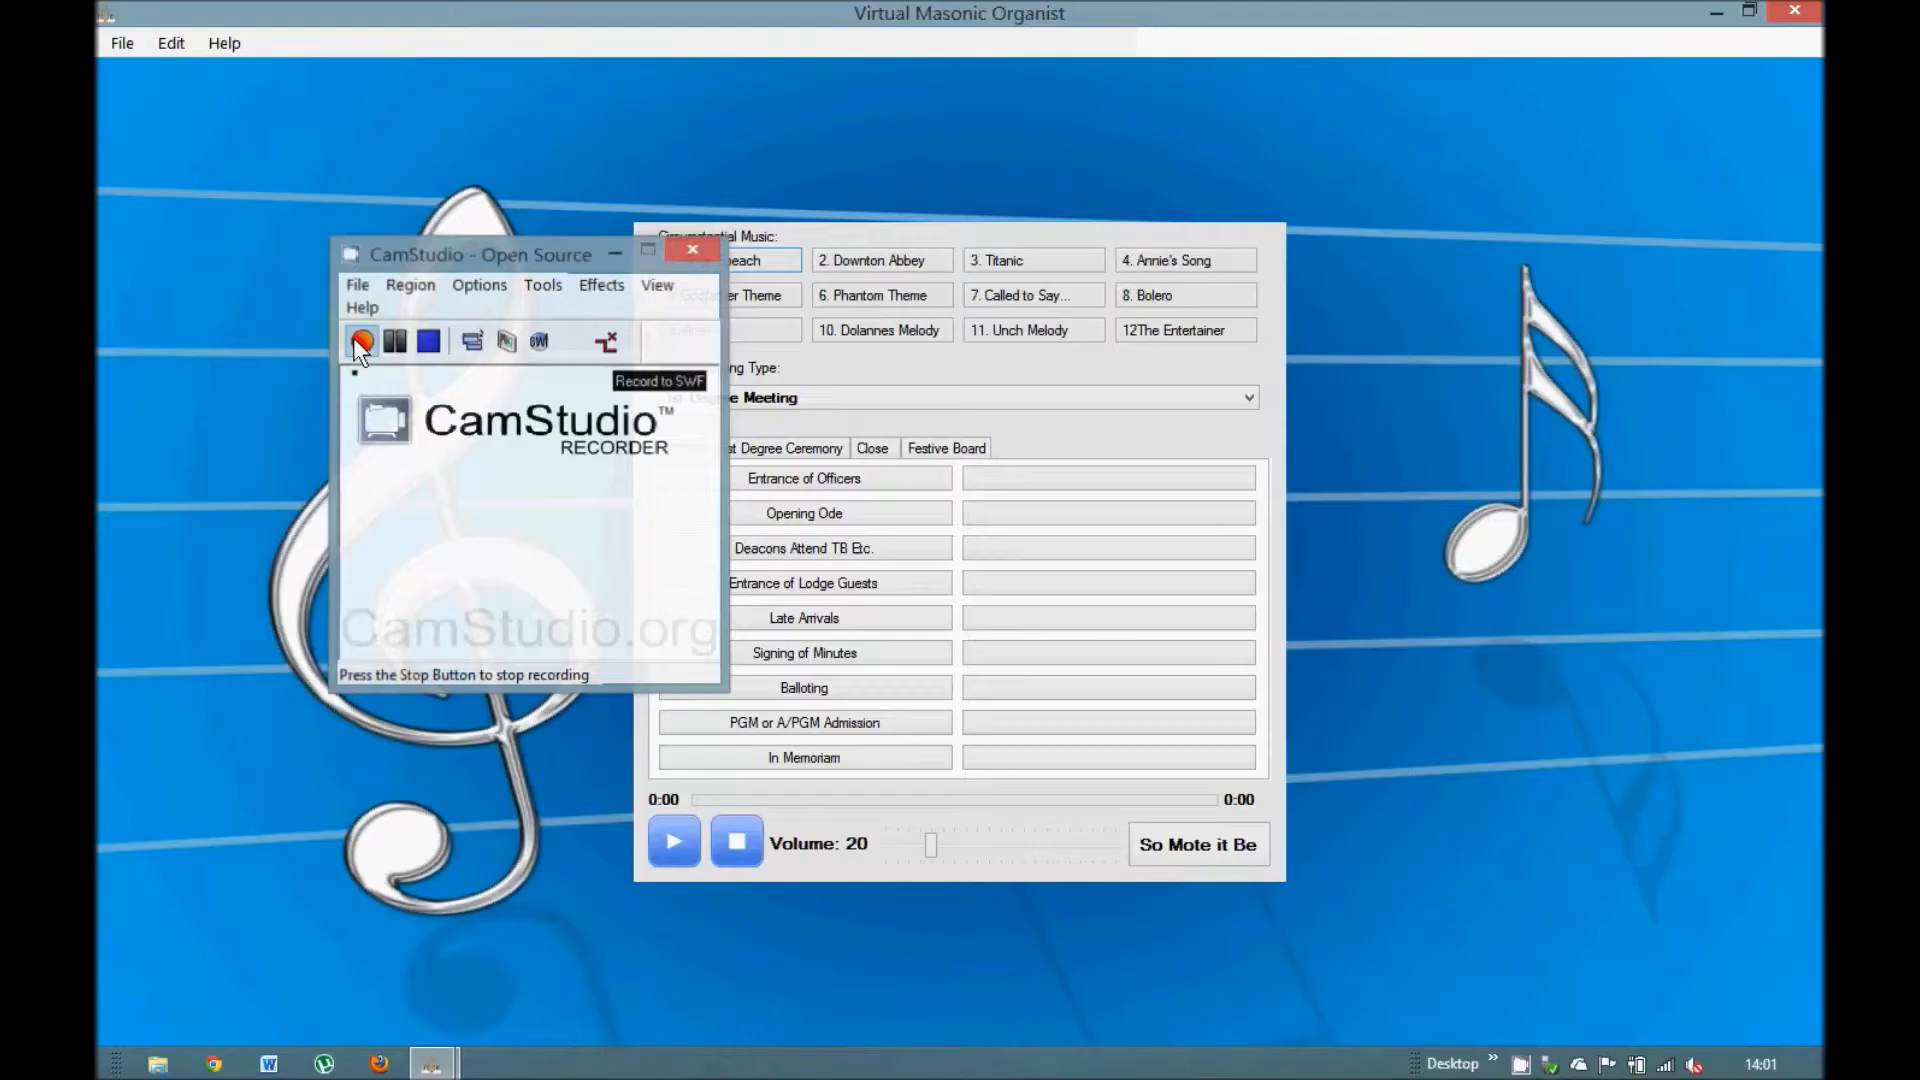 Virtual Masonic Organist
File Edit Help
Music:
CamStudio - Open Source
File Region Options Tools Effects View
Help
Record to SWF
CamStudio™
RECORDER
CamStudio.org
Press the Stop Button to stop recording
2. Downton Abbey 3. Titanic 4. Annie's Song
Theme 6. Phantom Theme 7. Called to Say... 8. Bolero
10. Dolannes Melody 11. Unch Melody 12The Entertainer
Type:
Meeting
Degree Ceremony Close Festive Board
Entrance of Officers
Opening Ode
Deacons Attend TB Etc.
Entrance of Lodge Guests
Late Arrivals
Signing of Minutes
Balloting
PGM or A/PGM Admission
In Memoriam
0:00 0:00
Volume: 20 So Mote it Be
Desktop 14:01